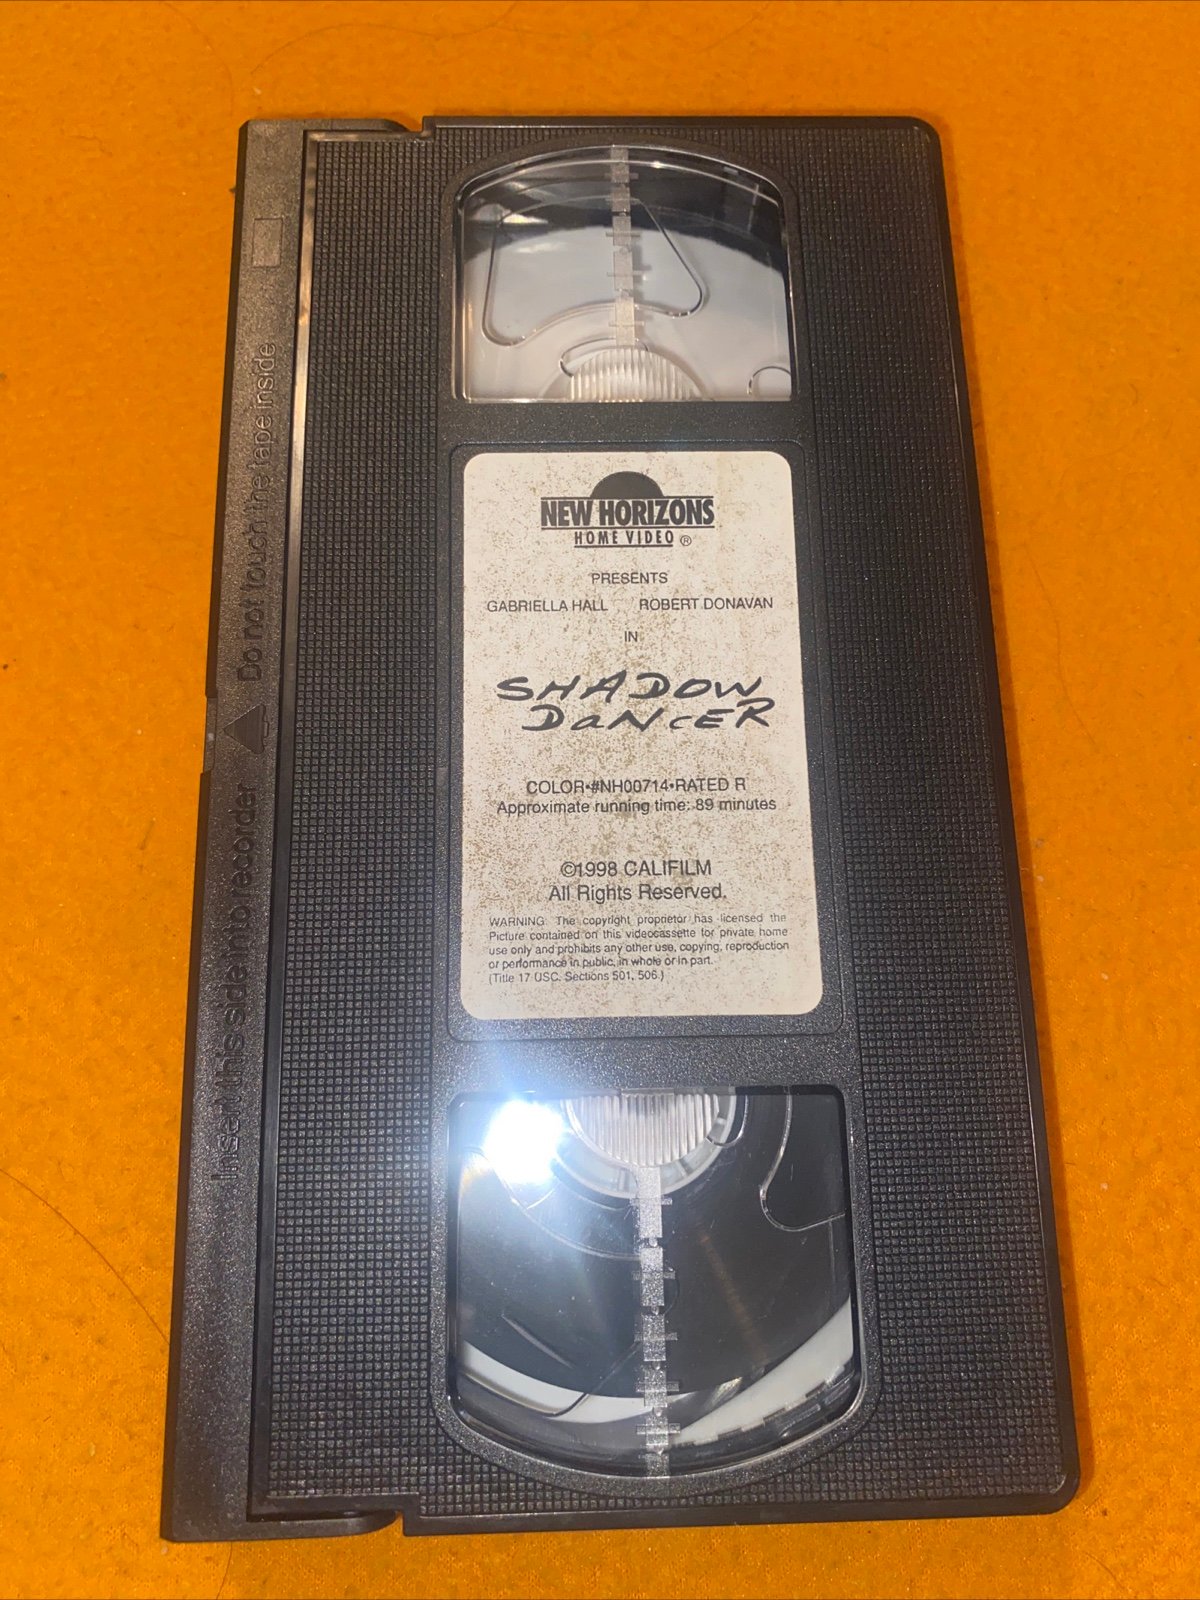 NEW HORIZONS
HOME VIDEO ®
PRESENTS
GABRIELLA HALL ROBERT DONAVAN
IN
SHADOW
DaNcER
COLOR•#NH00714•RATED R
Approximate running time: 89 minutes
©1998 CALIFILM
All Rights Reserved.
WARNING: The copyright proprietor has licensed the
Picture contained on this videocassette for private home
use only and prohibits any other use, copying, reproduction
or performance in public, in whole or in part.
(Title 17 USC. Sections 501, 506.)
Insert this side into recorder
Do not touch the tape inside